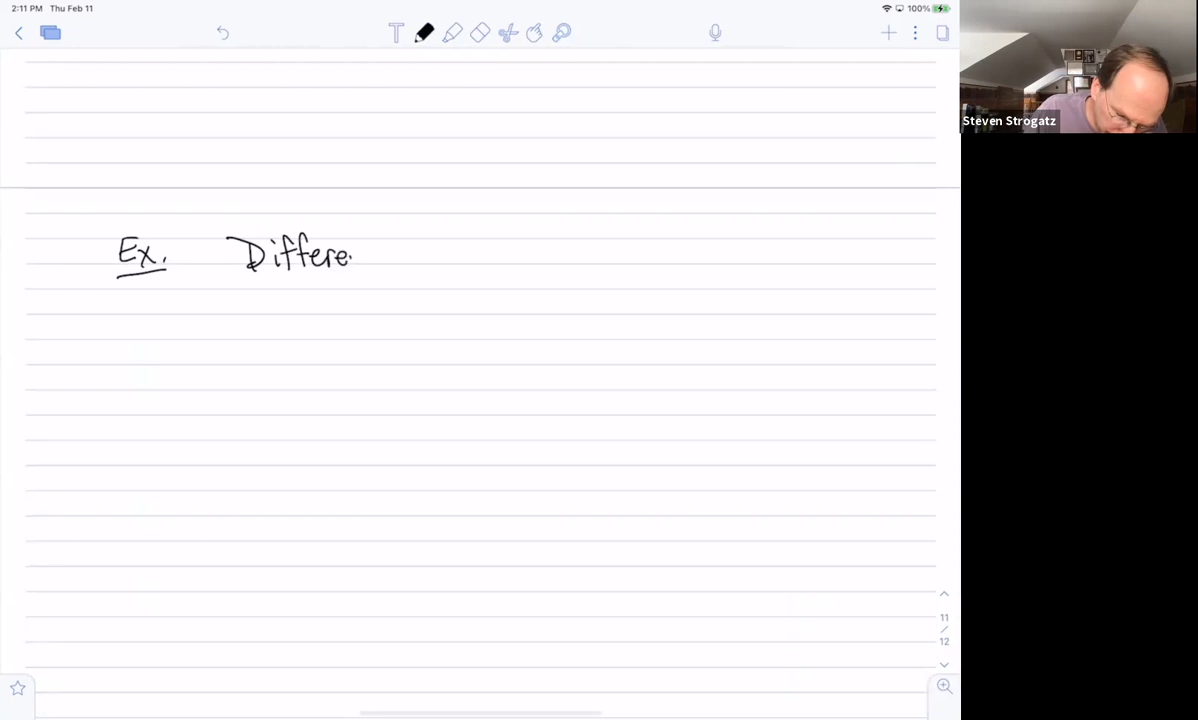 2:11 PM Thu Feb 11
100%
T
Steven Strogatz
Ex. Differe
11
/
12